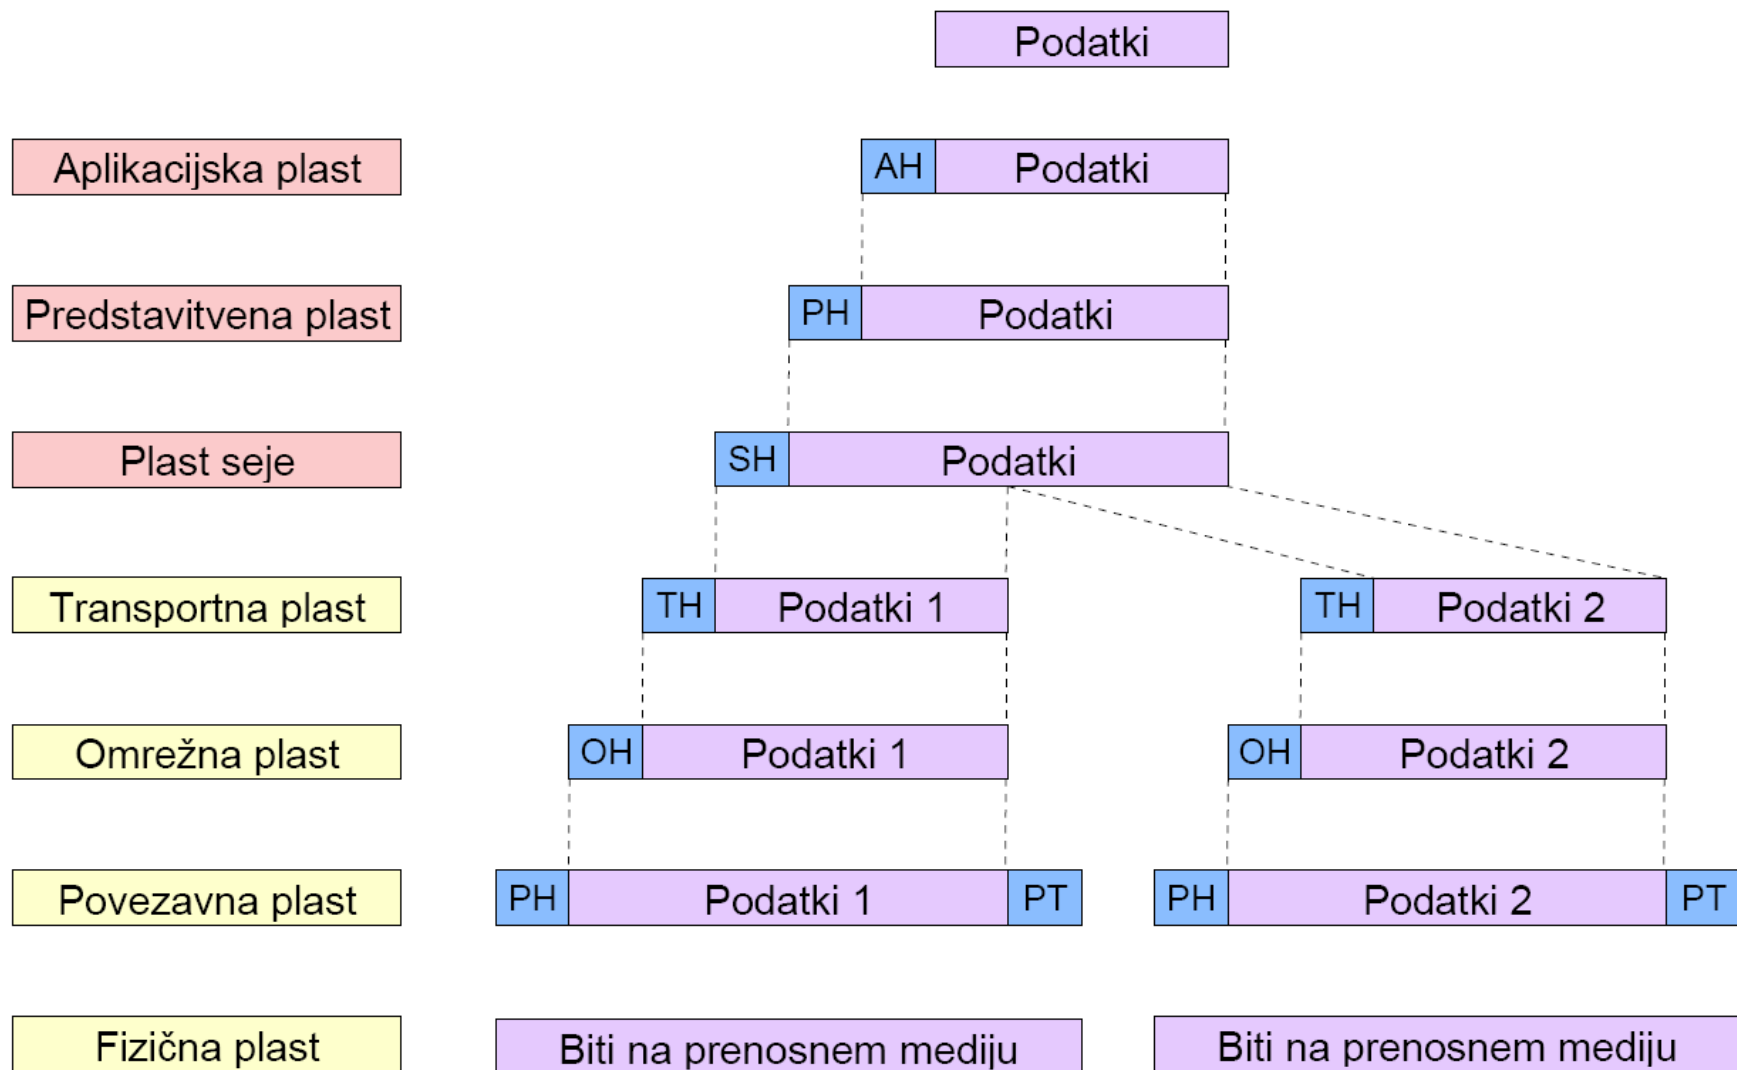 Podatki
Aplikacijska plast AH Podatki
Predstavitvena plast PH Podatki
Plast seje SH Podatki
Transportna plast TH Podatki 1 TH Podatki 2
Omrežna plast OH Podatki 1 OH Podatki 2
Povezavna plast PH Podatki 1 PT PH Podatki 2 PT
Fizična plast Biti na prenosnem mediju Biti na prenosnem mediju